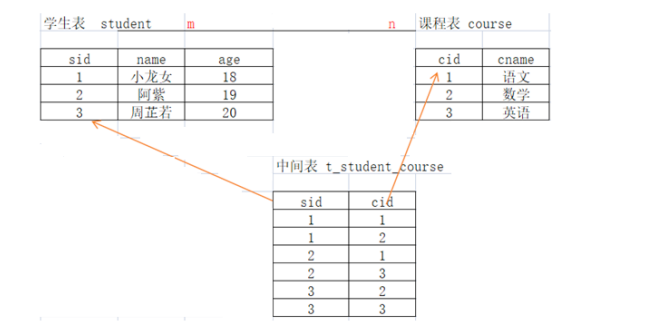 学生表 student m n 课程表 course
sid name age cid cname
1 小龙女 18 1 语文
2 阿紫 19 2 数学
3 周芷若 20 3 英语
中间表 t_student_course
sid cid
1 1
1 2
2 1
2 3
3 2
3 3